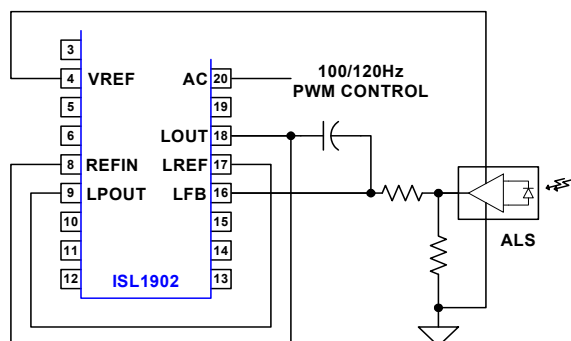 3
4 VREF
5
6
8 REFIN
9 LPOUT
10
11
12
ISL1902
AC 20
19
LOUT 18
LREF 17
LFB 16
15
14
13
100/120Hz
PWM CONTROL
ALS